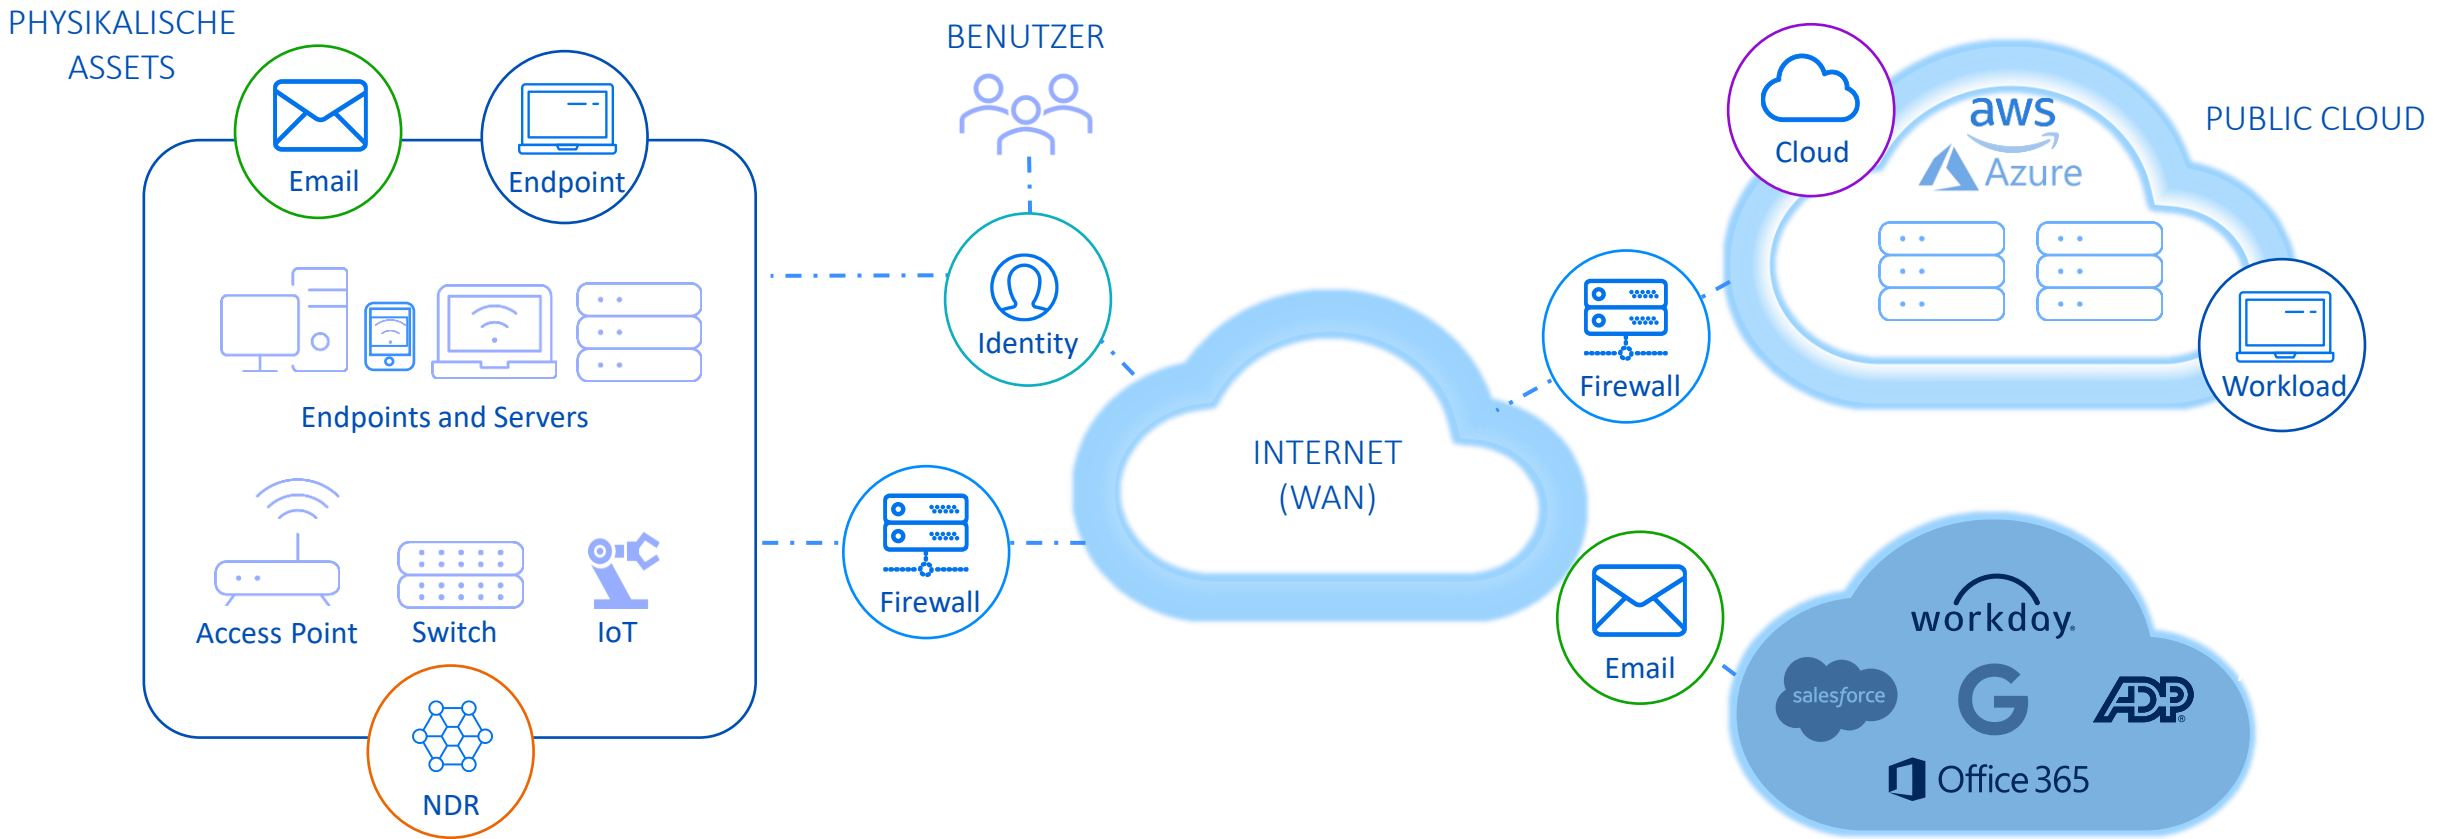 PHYSIKALISCHE
ASSETS
Email
Endpoint
Endpoints and Servers
Access Point
Switch
IoT
NDR
BENUTZER
Identity
Firewall
INTERNET
(WAN)
Firewall
Cloud
aws
Azure
PUBLIC CLOUD
Workload
Email
workday.
salesforce
G
ADP
Office 365